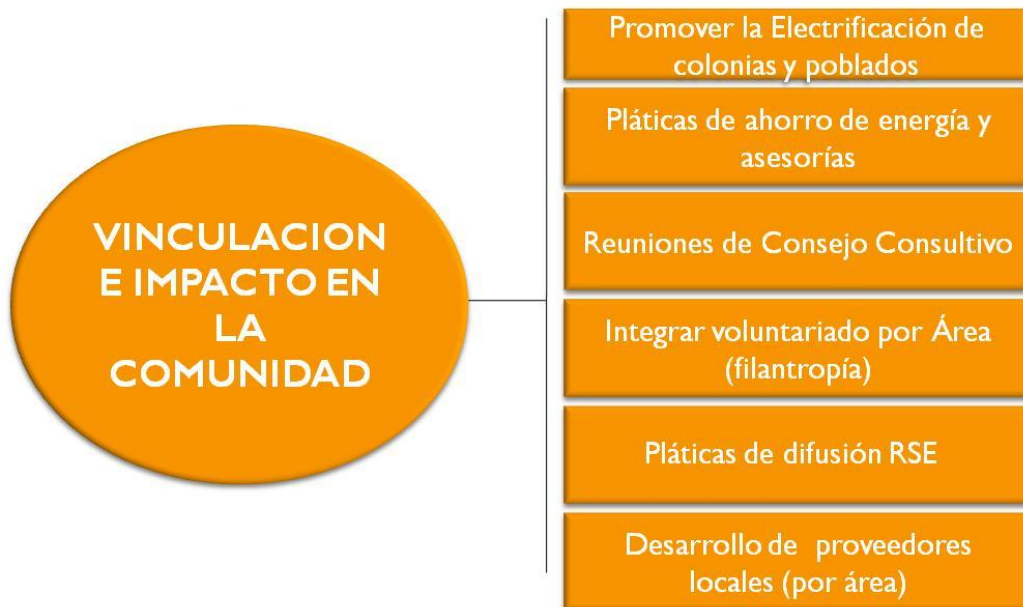 VINCULACION
E IMPACTO EN
LA
COMUNIDAD
Promover la Electrificación de
colonias y poblados
Pláticas de ahorro de energía y
asesorías
Reuniones de Consejo Consultivo
Integrar voluntariado por Área
(filantropía)
Pláticas de difusión RSE
Desarrollo de proveedores
locales (por área)